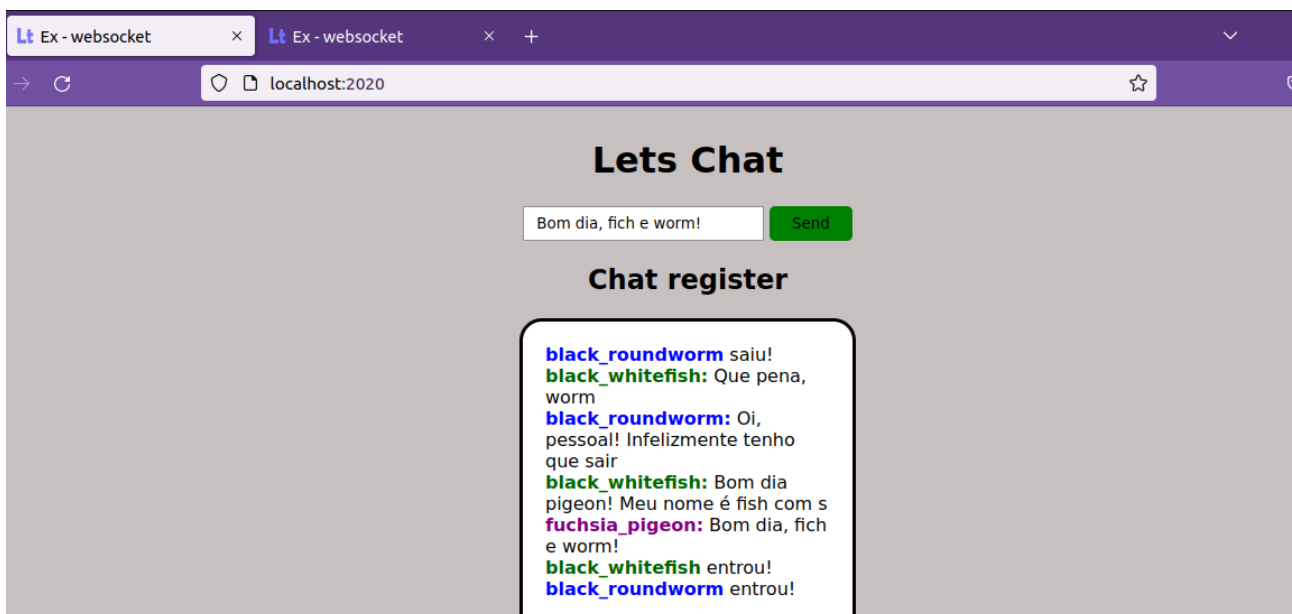 Lt Ex - websocket
Lt Ex - websocket
localhost:2020
Lets Chat
Bom dia, fich e worm!
Send
Chat register
black_roundworm saiu!
black_whitefish: Que pena,
worm
black_roundworm: Oi,
pessoal! Infelizmente tenho
que sair
black_whitefish: Bom dia
pigeon! Meu nome é fish com s
fuchsia_pigeon: Bom dia, fich
e worm!
black_whitefish entrou!
black_roundworm entrou!